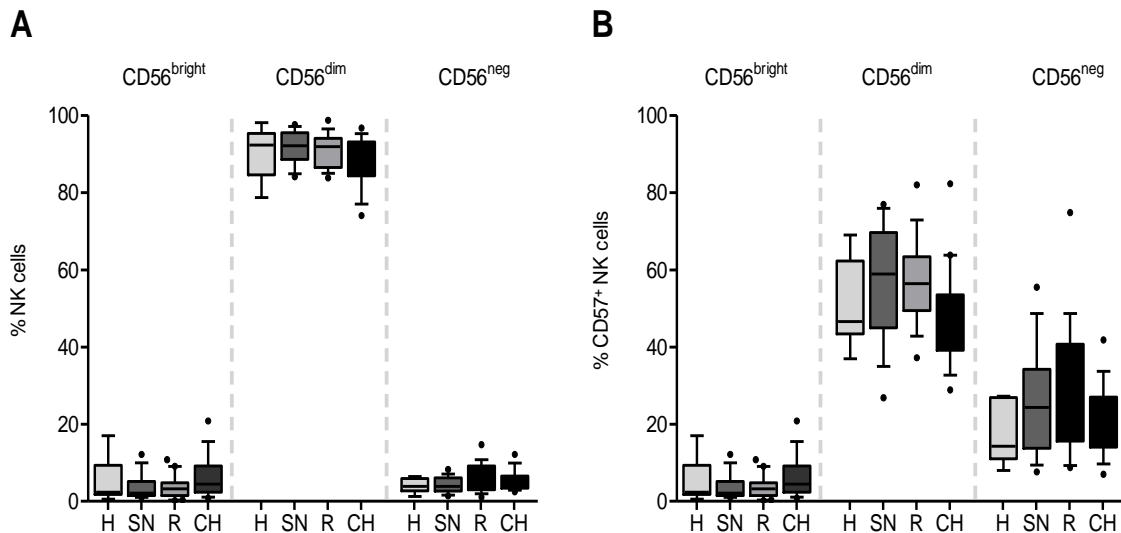 A
CD56bright CD56dim CD56neg
% NK cells
100
80
60
40
20
0
H SN R CH H SN R CH H SN R CH
B
CD56bright CD56dim CD56neg
% CD57+ NK cells
100
80
60
40
20
0
H SN R CH H SN R CH H SN R CH